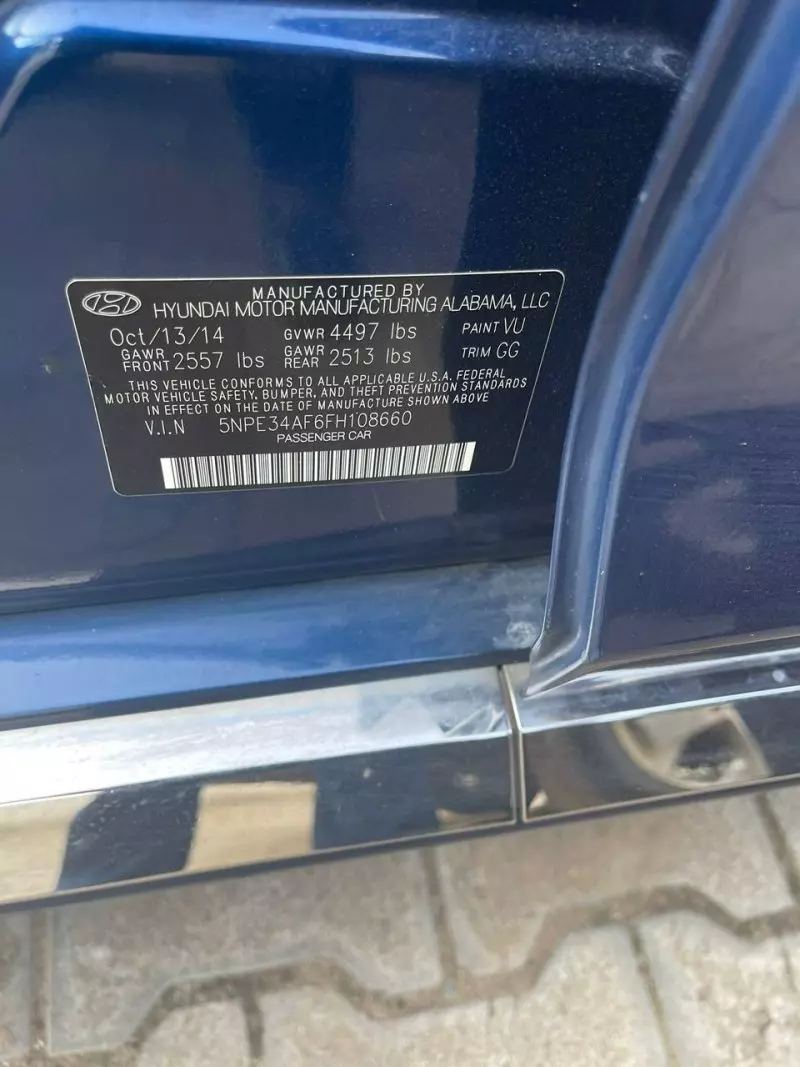 MANUFACTURED BY
HYUNDAI MOTOR MANUFACTURING ALABAMA, LLC
Oct/13/14 GVWR 4497 lbs PAINT VU
GAWR FRONT 2557 lbs GAWR REAR 2513 lbs TRIM GG
THIS VEHICLE CONFORMS TO ALL APPLICABLE U.S.A. FEDERAL
MOTOR VEHICLE SAFETY, BUMPER, AND THEFT PREVENTION STANDARDS
IN EFFECT ON THE DATE OF MANUFACTURE SHOWN ABOVE
V.I.N 5NPE34AF6FH108660
PASSENGER CAR